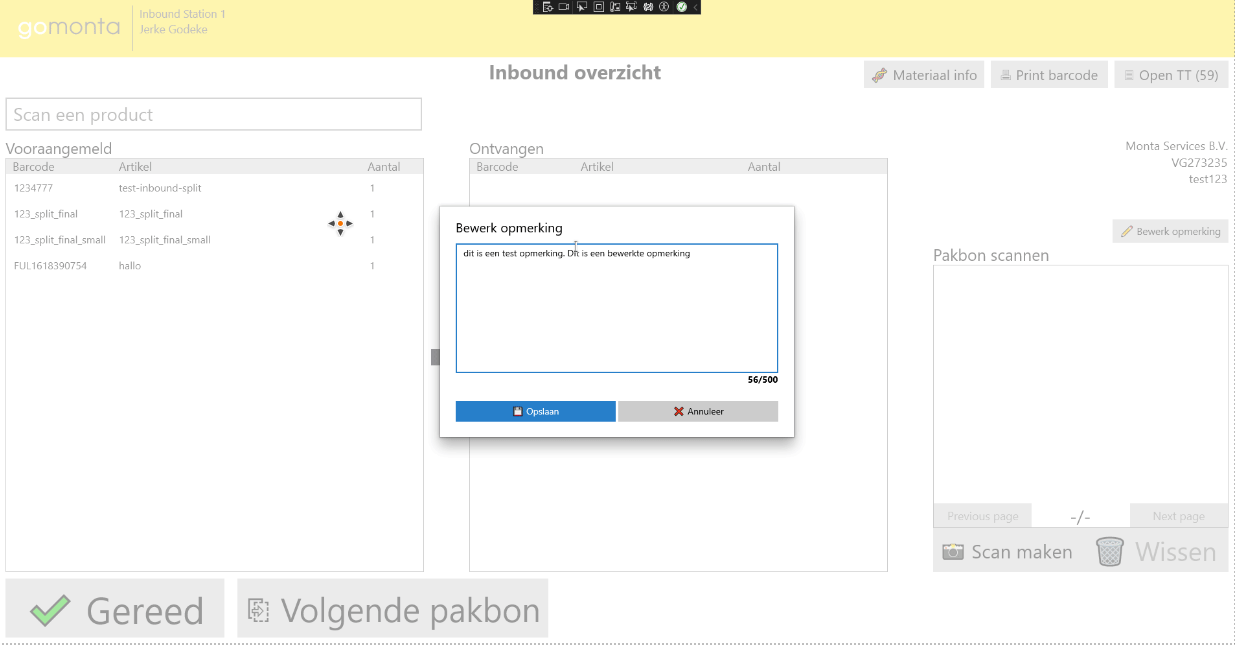 gomonta
Inbound Station 1
Jerke Godeke
Inbound overzicht
Materiaal info
Print barcode
Open TT (59)
Scan een product
Vooraangemeld
Barcode Artikel Aantal
1234777 test-inbound-split 1
123_split_final 123_split_final 1
123_split_final_small 123_split_final_small 1
FUL1618390754 hallo 1
Ontvangen
Barcode Artikel Aantal
Monta Services B.V.
VG273235
test123
Bewerk opmerking
Pakbon scannen
Bewerk opmerking
dit is een test opmerking. Dit is een bewerkte opmerking
56/500
Opslaan
Annuleer
Previous page -/- Next page
Scan maken Wissen
Gereed
Volgende pakbon